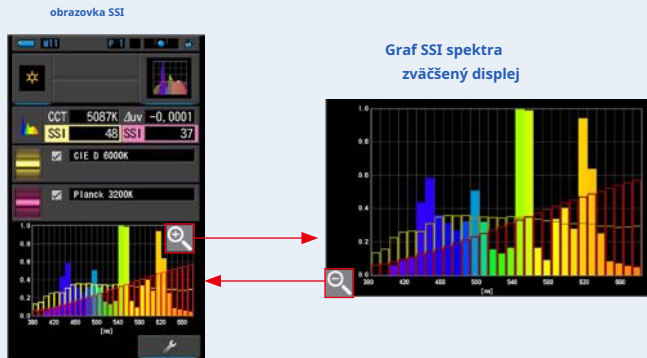 obrazovka SSI
M11 P 1
CCT 5087K ⊿uv -0,0001
SSI 48 SSI 37
CIE D 6000K
Planck 3200K
1.0
0.8
0.6
0.4
0.2
0.0
380 420 460 500 540 580 620 660
[nm]
Graf SSI spektra
zväčšený displej
1.0
0.8
0.6
0.4
0.2
0.0
380 420 460 500 540 580 620 660
[nm]